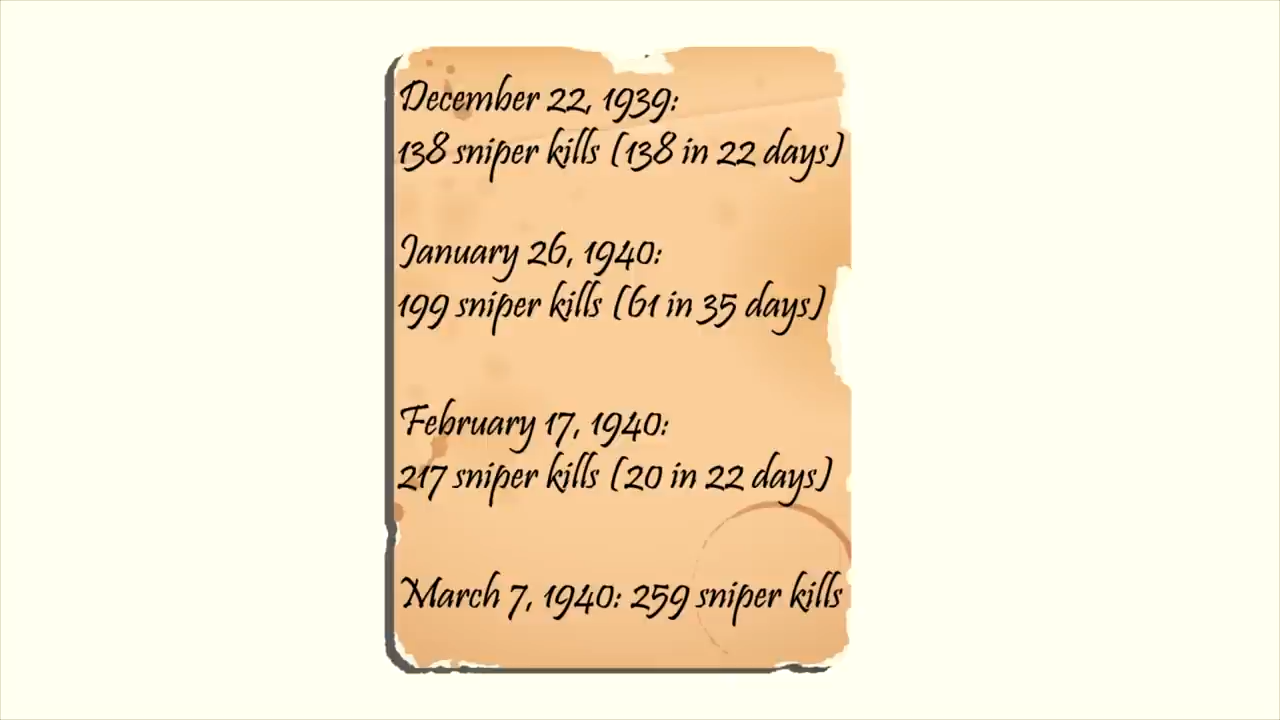 December 22, 1939:
138 sniper kills (138 in 22 days)
January 26, 1940:
199 sniper kills (61 in 35 days)
February 17, 1940:
217 sniper kills (20 in 22 days)
March 7, 1940: 259 sniper kills